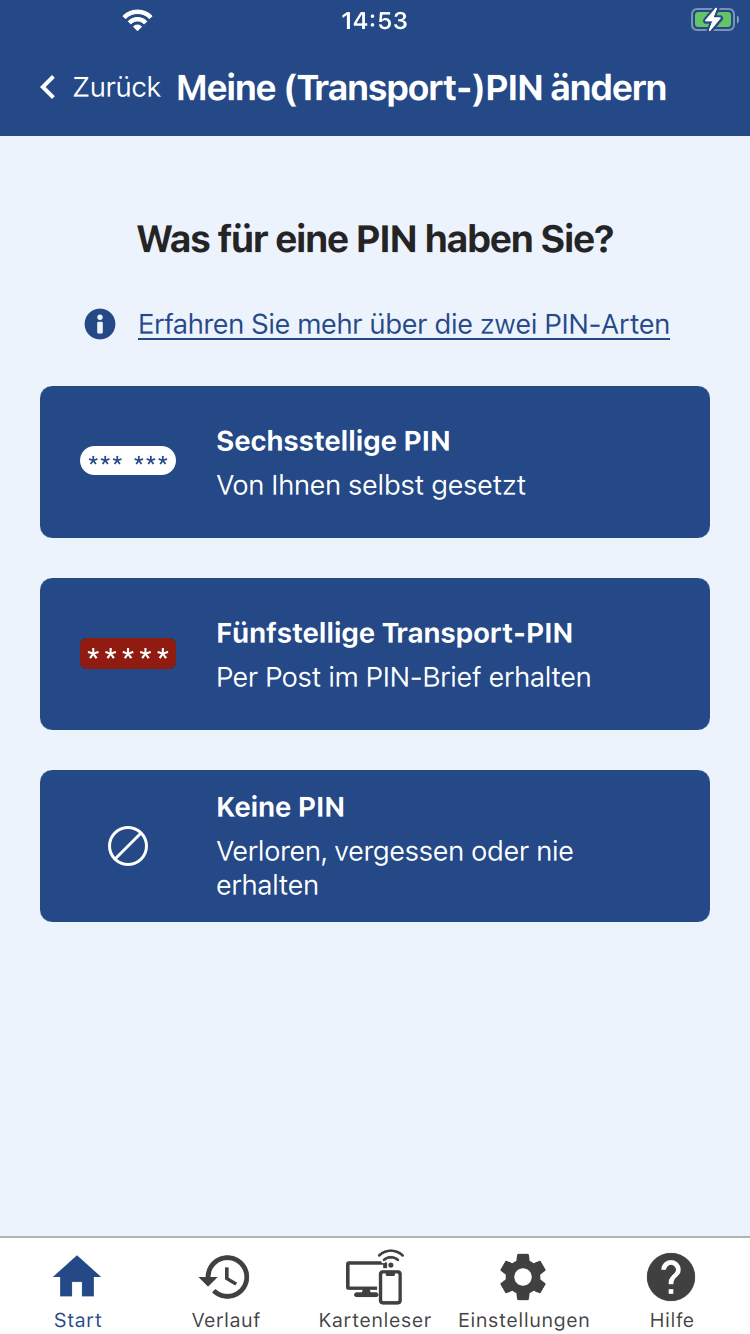 14:53
Zurück Meine (Transport-)PIN ändern
Was für eine PIN haben Sie?
Erfahren Sie mehr über die zwei PIN-Arten
*** ***
Sechsstellige PIN
Von Ihnen selbst gesetzt
*****
Fünfstellige Transport-PIN
Per Post im PIN-Brief erhalten
Keine PIN
Verloren, vergessen oder nie
erhalten
Start Verlauf Kartenleser Einstellungen Hilfe